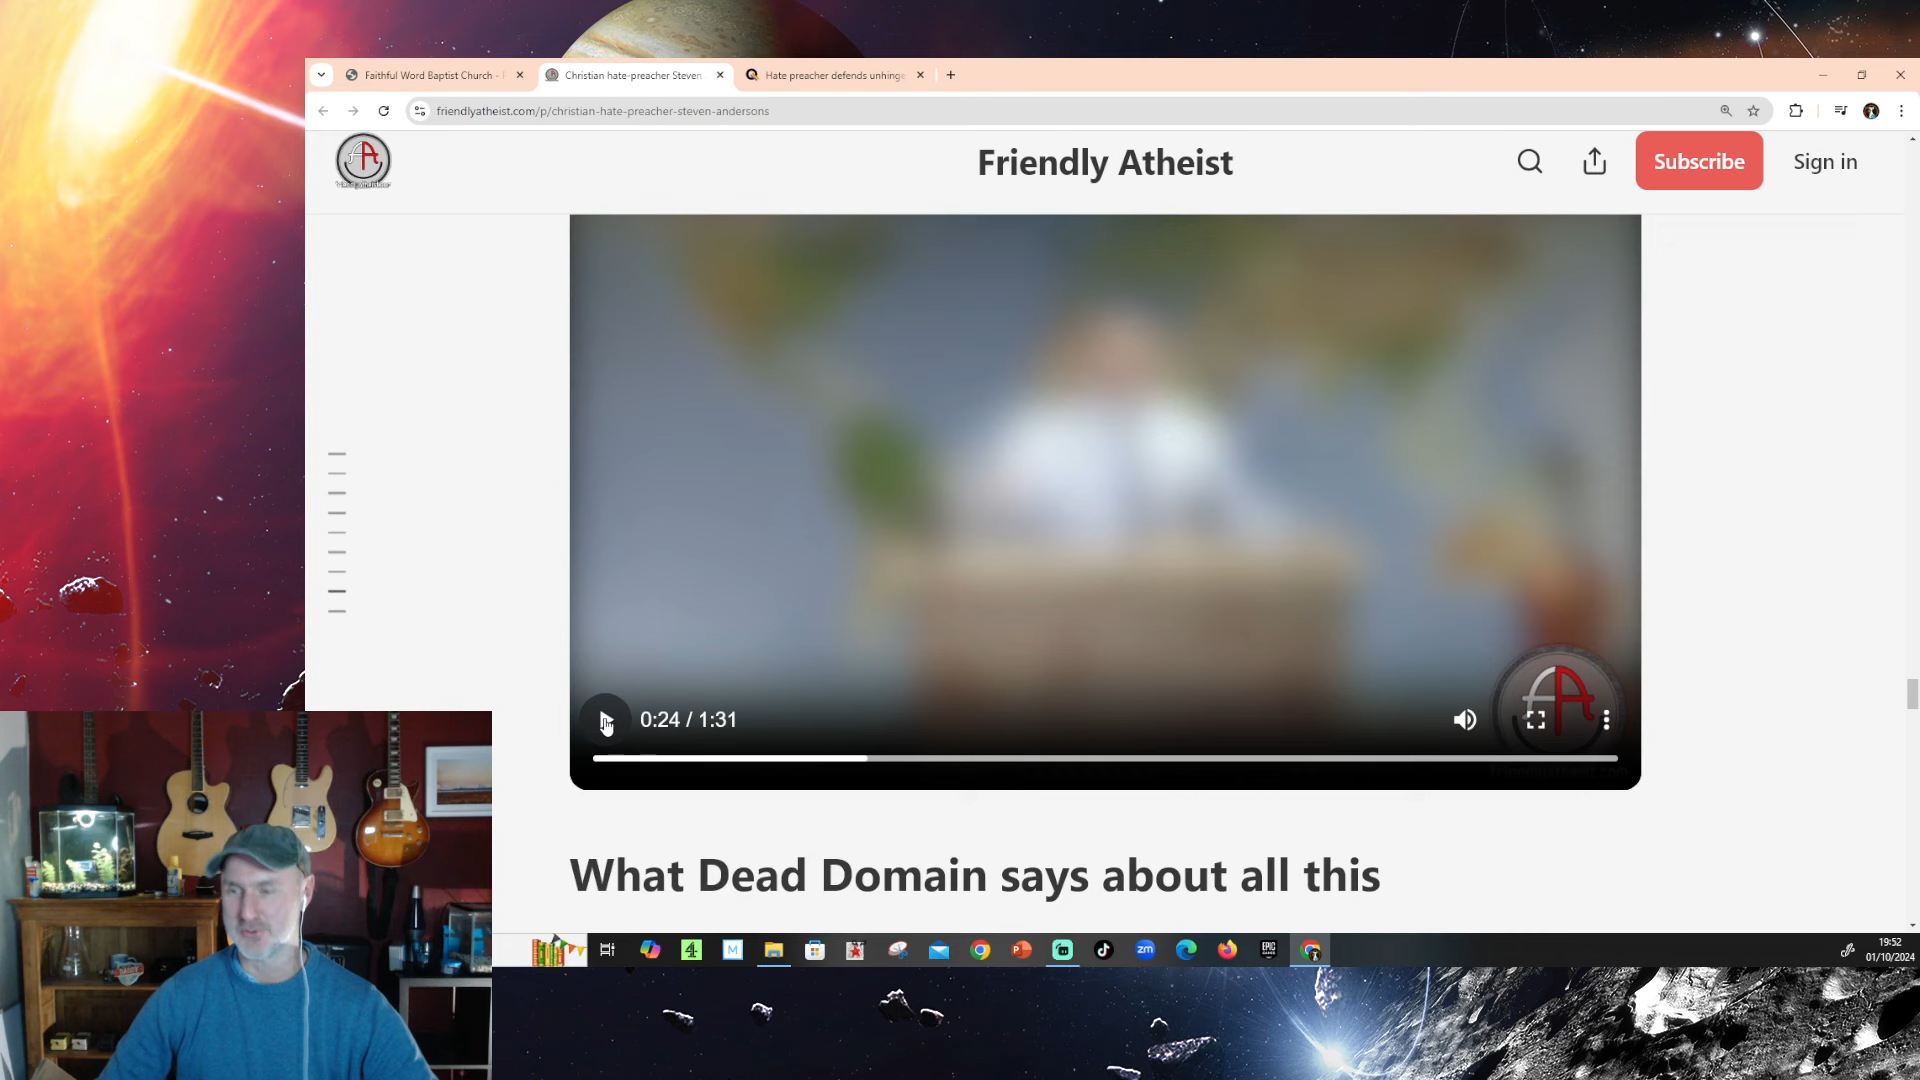 Faithful Word Baptist Church -
Christian hate-preacher Steven
Hate preacher defends unhinge
friendlyatheist.com/p/christian-hate-preacher-steven-andersons
Friendly Atheist
Subscribe
Sign in
0:24 / 1:31
What Dead Domain says about all this
19:52
01/10/2024